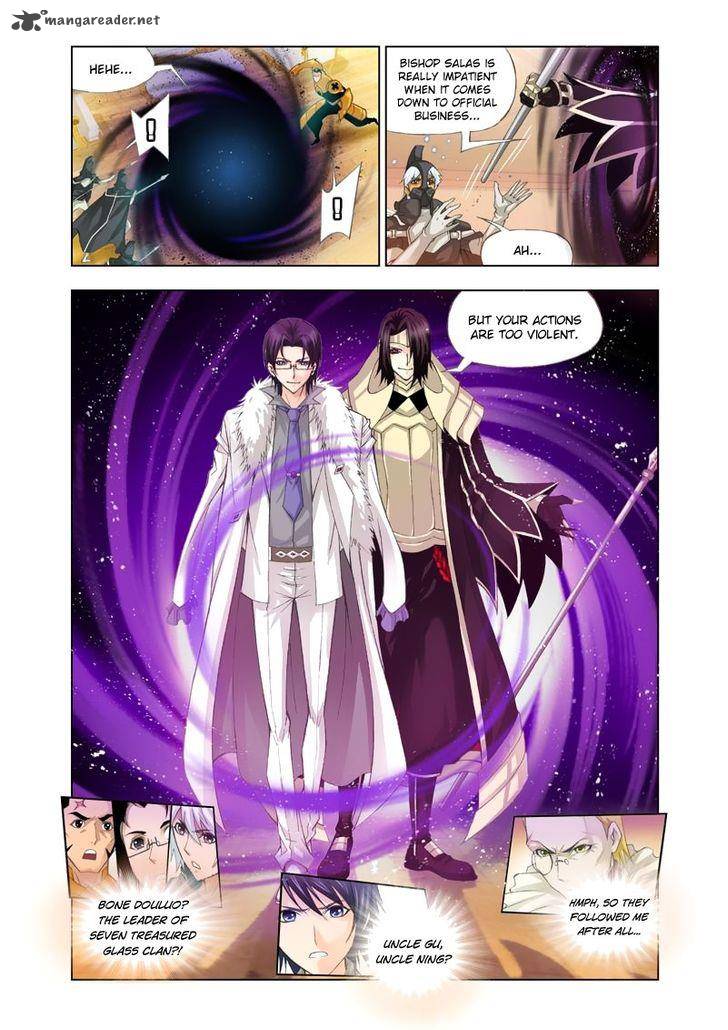 mangareader.net
HEHE...
!
!
BISHOP SALAS IS
REALLY IMPATIENT
WHEN IT COMES
DOWN TO OFFICIAL
BUSINESS...
AH...
BUT YOUR ACTIONS
ARE TOO VIOLENT.
BONE DOULUO?
THE LEADER OF
SEVEN TREASURED
GLASS CLAN?!
UNCLE GU,
UNCLE NING?
HMPH, SO THEY
FOLLOWED ME
AFTER ALL...